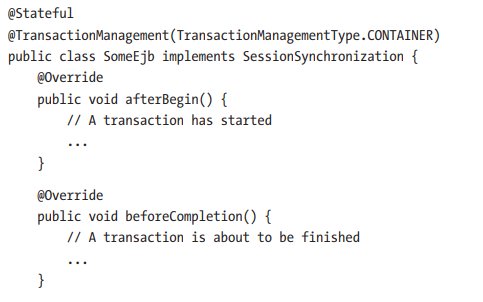 @Stateful
@TransactionManagement(TransactionManagementType.CONTAINER)
public class SomeEjb implements SessionSynchronization {
    @Override
    public void afterBegin() {
        // A transaction has started
        ...
    }
    @Override
    public void beforeCompletion() {
        // A transaction is about to be finished
        ...
    }